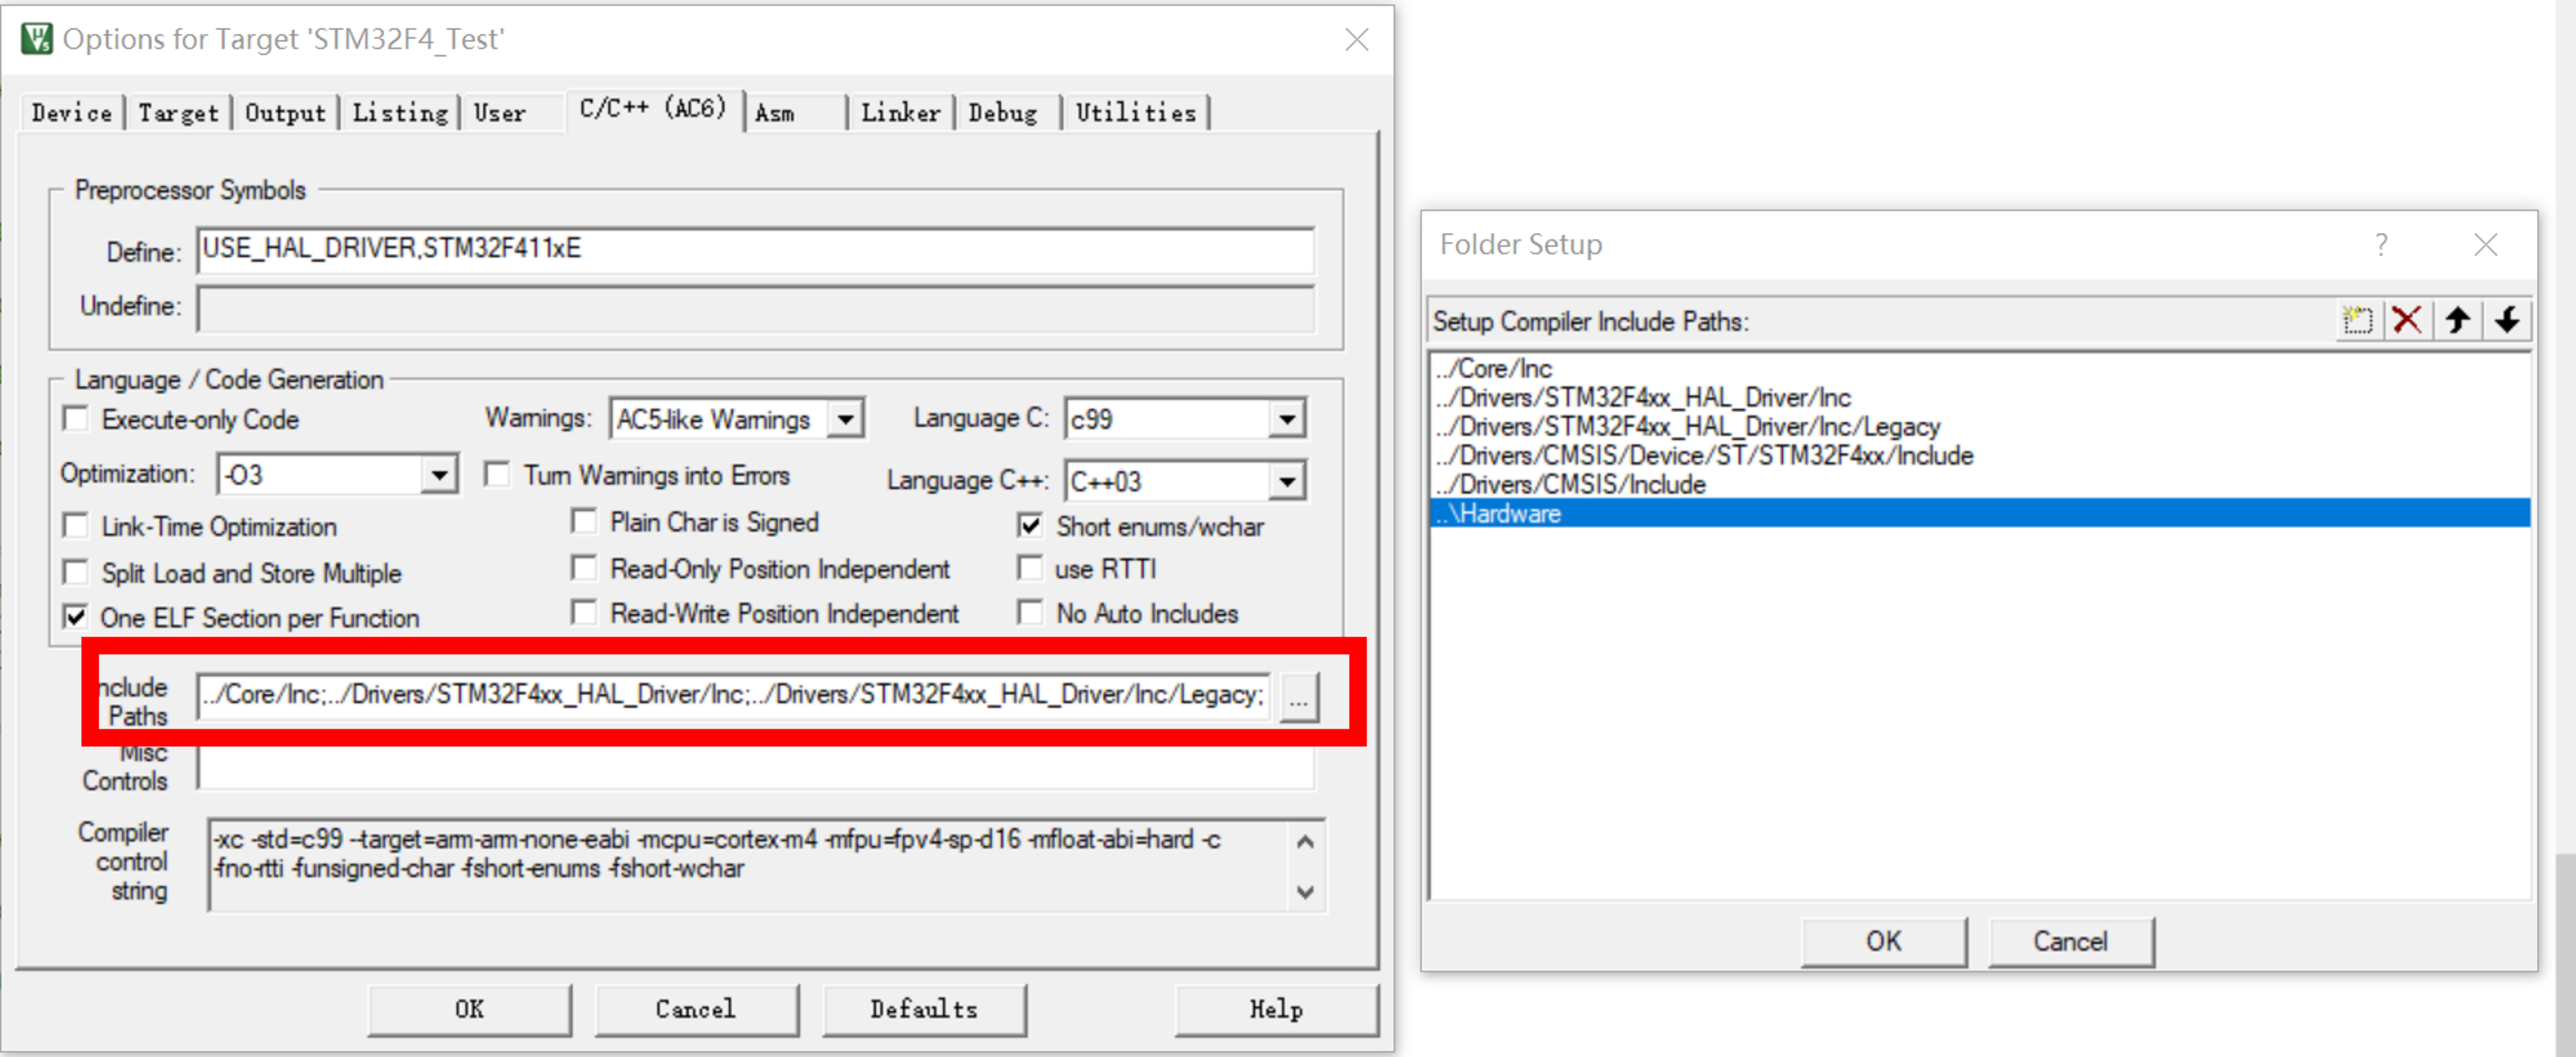 Options for Target 'STM32F4_Test'
Device Target Output Listing User C/C++ (AC6) Asm Linker Debug Utilities
Preprocessor Symbols
Define: USE_HAL_DRIVER,STM32F411xE
Undefine:
Language / Code Generation
Execute-only Code Warnings: AC5-like Warnings Language C: c99
Optimization: -O3 Turn Warnings into Errors Language C++: C++03
Link-Time Optimization Plain Char is Signed Short enums/wchar
Split Load and Store Multiple Read-Only Position Independent use RTTI
One ELF Section per Function Read-Write Position Independent No Auto Includes
nclude
Paths
../Core/Inc;../Drivers/STM32F4xx_HAL_Driver/Inc;../Drivers/STM32F4xx_HAL_Driver/Inc/Legacy; ...
Misc
Controls
Compiler
control
string
-xc -std=c99 --target=arm-arm-none-eabi -mcpu=cortex-m4 -mfpu=fpv4-sp-d16 -mfloat-abi=hard -c
-fno-rtti -funsigned-char -fshort-enums -fshort-wchar
OK Cancel Defaults Help
Folder Setup ?
Setup Compiler Include Paths:
../Core/Inc
../Drivers/STM32F4xx_HAL_Driver/Inc
../Drivers/STM32F4xx_HAL_Driver/Inc/Legacy
../Drivers/CMSIS/Device/ST/STM32F4xx/Include
../Drivers/CMSIS/Include
..\Hardware
OK Cancel